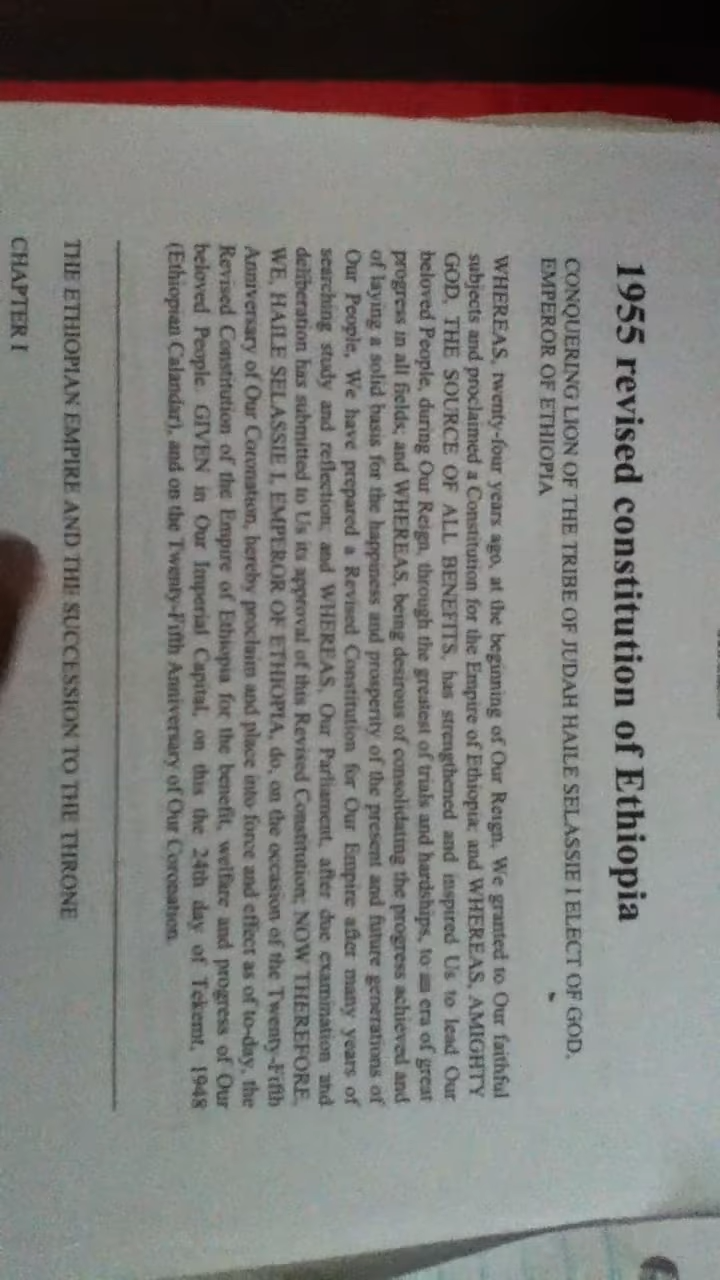 1955 revised constitution of Ethiopia
CONQUERING LION OF THE TRIBE OF JUDAH HAILE SELASSIE I ELECT OF GOD,
EMPEROR OF ETHIOPIA
WHEREAS, twenty-four years ago, at the beginning of Our Reign, We granted to Our faithful
subjects and proclaimed a Constitution for the Empire of Ethiopia; and WHEREAS, AMIGHTY
GOD, THE SOURCE OF ALL BENEFITS, has strengthened and inspired Us to lead Our
beloved People, during Our Reign, through the greatest of trials and hardships, to an era of great
progress in all fields; and WHEREAS, being desirous of consolidating the progress achieved and
of laying a solid basis for the happiness and prosperity of the present and future generations of
Our People, We have prepared a Revised Constitution for Our Empire after many years of
searching study and reflection; and WHEREAS, Our Parliament, after due examination and
deliberation has submitted to Us its approval of this Revised Constitution; NOW THEREFORE,
WE, HAILE SELASSIE I, EMPEROR OF ETHIOPIA, do, on the occasion of the Twenty-Fifth
Anniversary of Our Coronation, hereby proclaim and place into force and effect as of to-day, the
Revised Constitution of the Empire of Ethiopia for the benefit, welfare and progress of Our
beloved People. GIVEN in Our Imperial Capital, on this the 24th day of Tekemt, 1948
(Ethiopian Calandar), and on the Twenty-Fifth Anniversary of Our Coronation.
THE ETHIOPIAN EMPIRE AND THE SUCCESSION TO THE THRONE
CHAPTER I